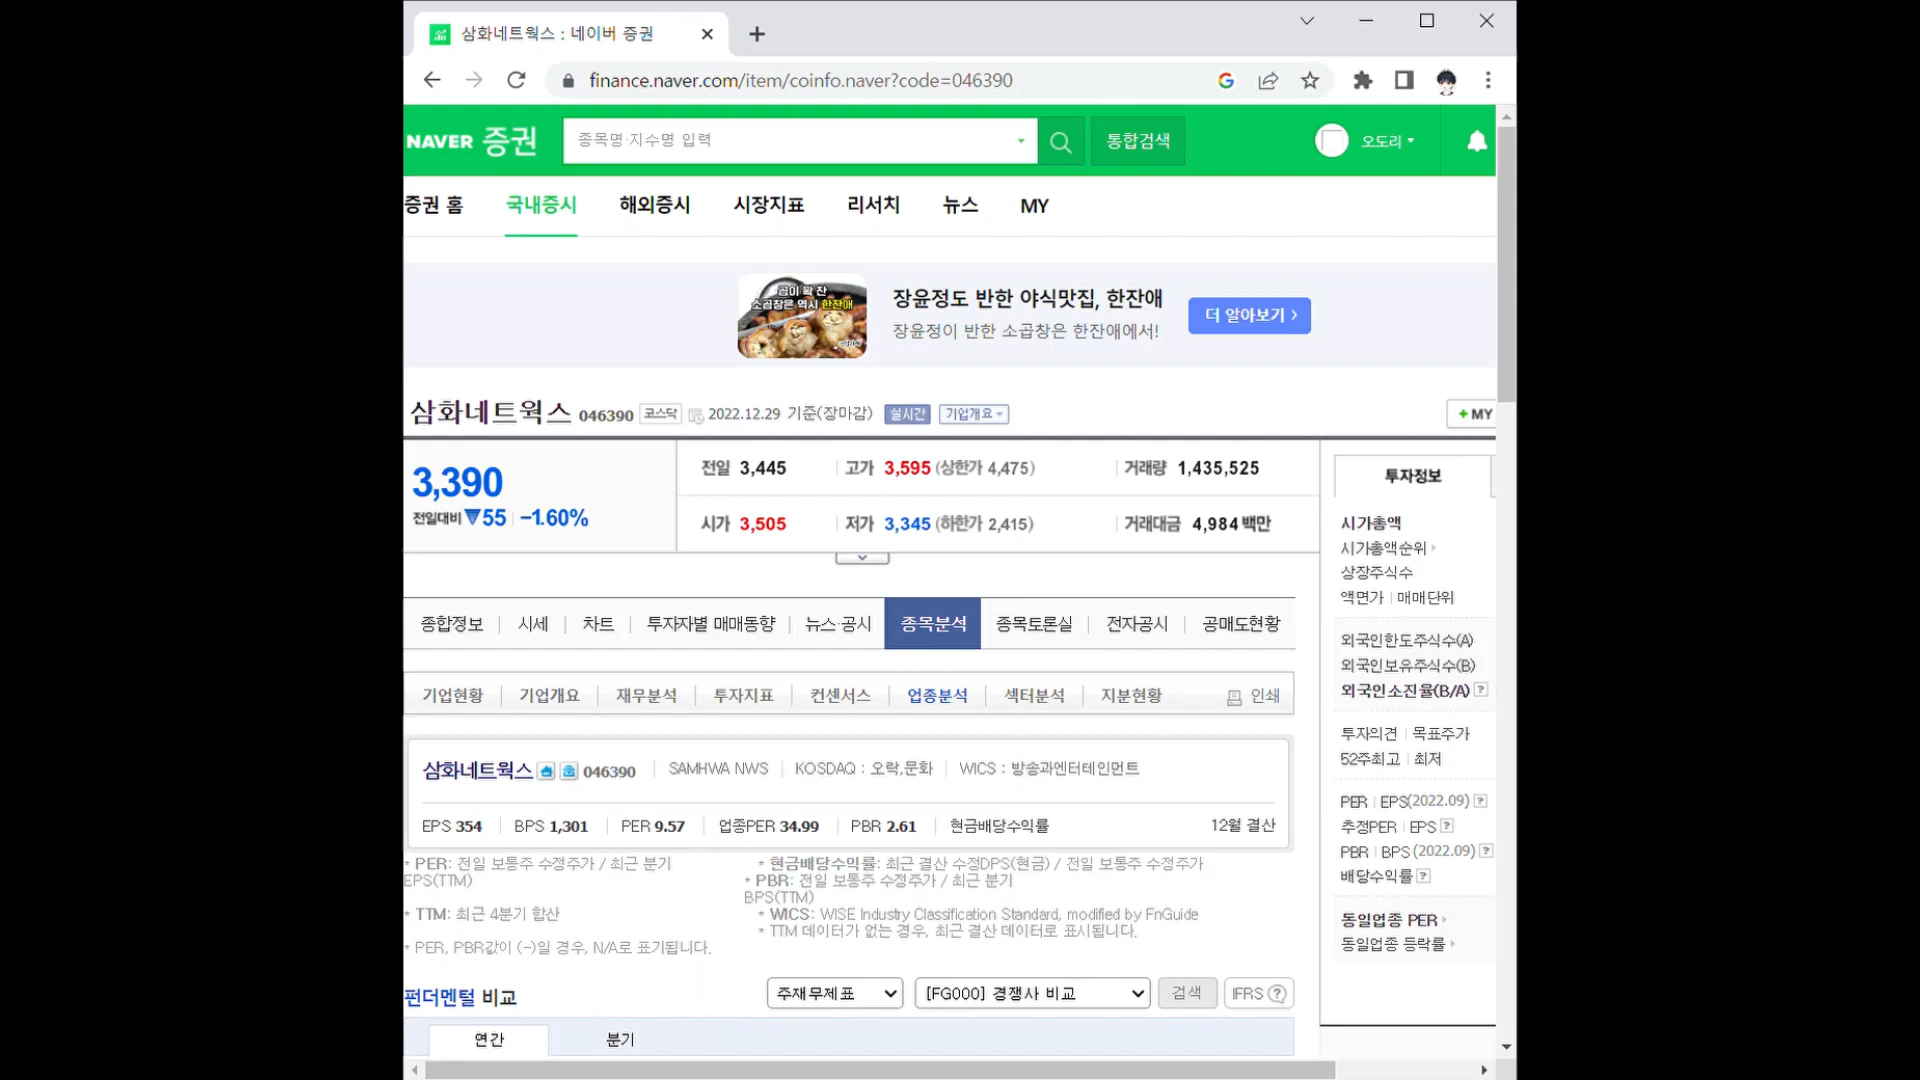 삼화네트웍스 : 네이버 증권
finance.naver.com/item/coinfo.naver?code=046390
NAVER 증권
종목명·지수명 입력
통합검색
오도리
증권 홈 국내증시 해외증시 시장지표 리서치 뉴스 MY
곱이 꽉 찬
소곱창은 역시 한잔애
장윤정도 반한 야식맛집, 한잔애
장윤정이 반한 소곱창은 한잔애에서!
더 알아보기 >
삼화네트웍스 046390 코스닥 2022.12.29 기준(장마감) 실시간 기업개요
+ MY
3,390
전일대비 ▼55 | -1.60%
전일 3,445 고가 3,595 (상한가 4,475) 거래량 1,435,525
시가 3,505 저가 3,345 (하한가 2,415) 거래대금 4,984 백만
투자정보
시가총액
시가총액순위
상장주식수
액면가 | 매매단위
외국인한도주식수(A)
외국인보유주식수(B)
외국인소진율(B/A) ?
투자의견 | 목표주가
52주최고 | 최저
PER | EPS(2022.09) ?
추정PER | EPS ?
PBR | BPS (2022.09) ?
배당수익률 ?
동일업종 PER
동일업종 등락률
종합정보 시세 차트 투자자별 매매동향 뉴스·공시 종목분석 종목토론실 전자공시 공매도현황
기업현황 기업개요 재무분석 투자지표 컨센서스 업종분석 섹터분석 지분현황 인쇄
삼화네트웍스 046390 SAMHWA NWS KOSDAQ : 오락,문화 WICS : 방송과엔터테인먼트
EPS 354 BPS 1,301 PER 9.57 업종PER 34.99 PBR 2.61 현금배당수익률 12월 결산
* PER: 전일 보통주 수정주가 / 최근 분기
EPS(TTM)
* TTM: 최근 4분기 합산
* PER, PBR값이 (-)일 경우, N/A로 표기됩니다.
* 현금배당수익률: 최근 결산 수정DPS(현금) / 전일 보통주 수정주가
* PBR: 전일 보통주 수정주가 / 최근 분기
BPS(TTM)
* WICS: WISE Industry Classification Standard, modified by FnGuide
* TTM 데이터가 없는 경우, 최근 결산 데이터로 표시됩니다.
펀더멘털 비교 주재무제표 [FG000] 경쟁사 비교 검색 IFRS ?
연간 분기